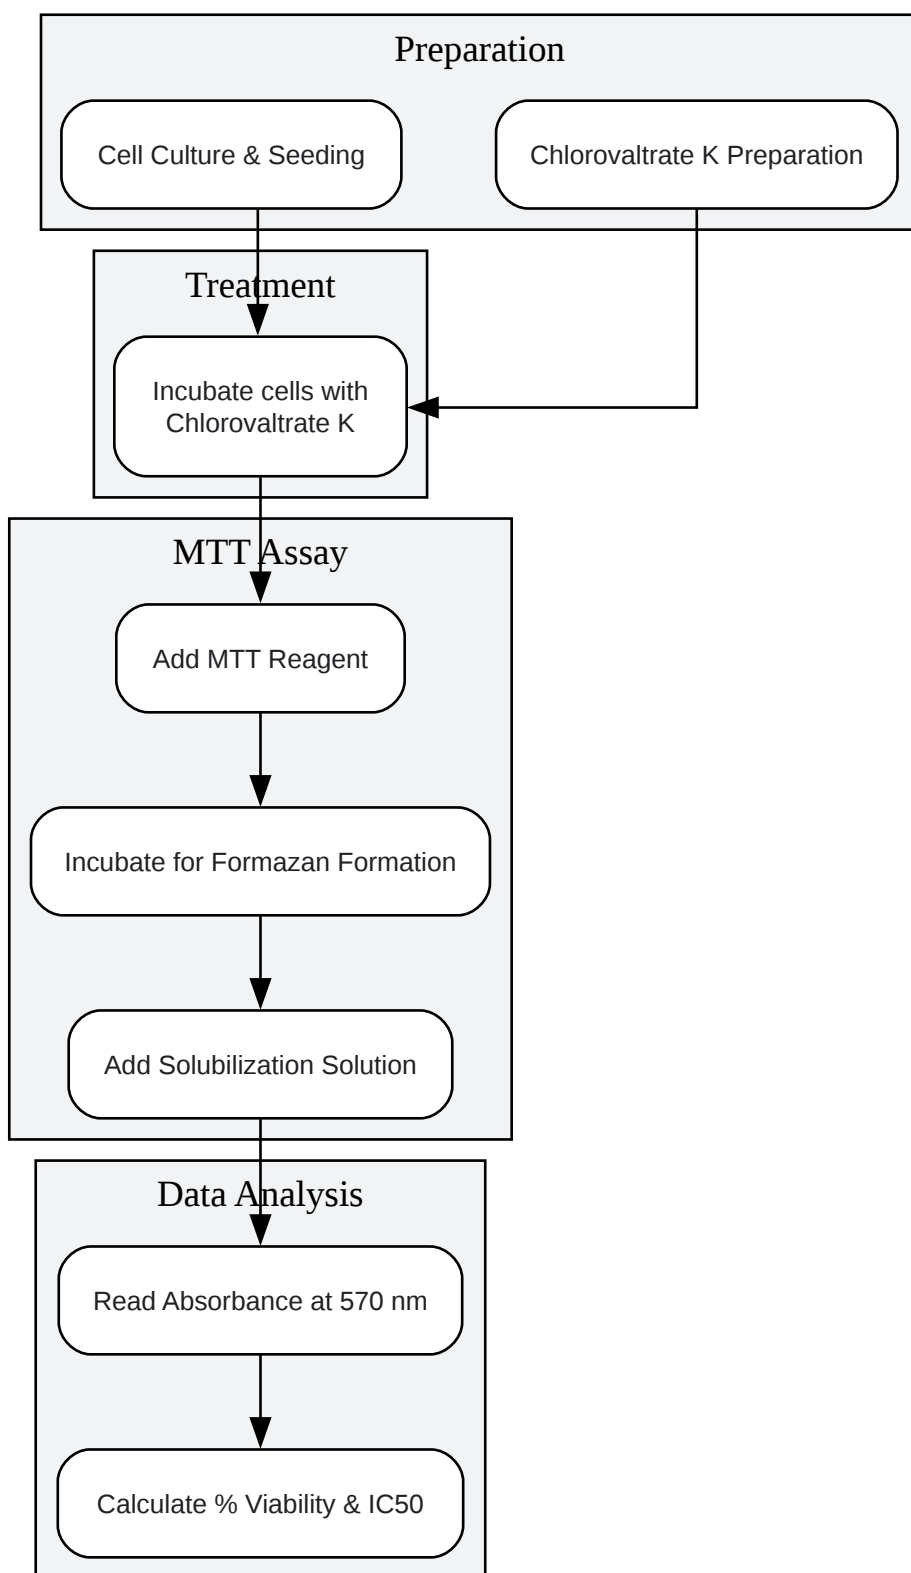 Preparation
Cell Culture & Seeding
Chlorovaltrate K Preparation
Treatment
Incubate cells with
Chlorovaltrate K
MTT Assay
Add MTT Reagent
Incubate for Formazan Formation
Add Solubilization Solution
Data Analysis
Read Absorbance at 570 nm
Calculate % Viability & IC50